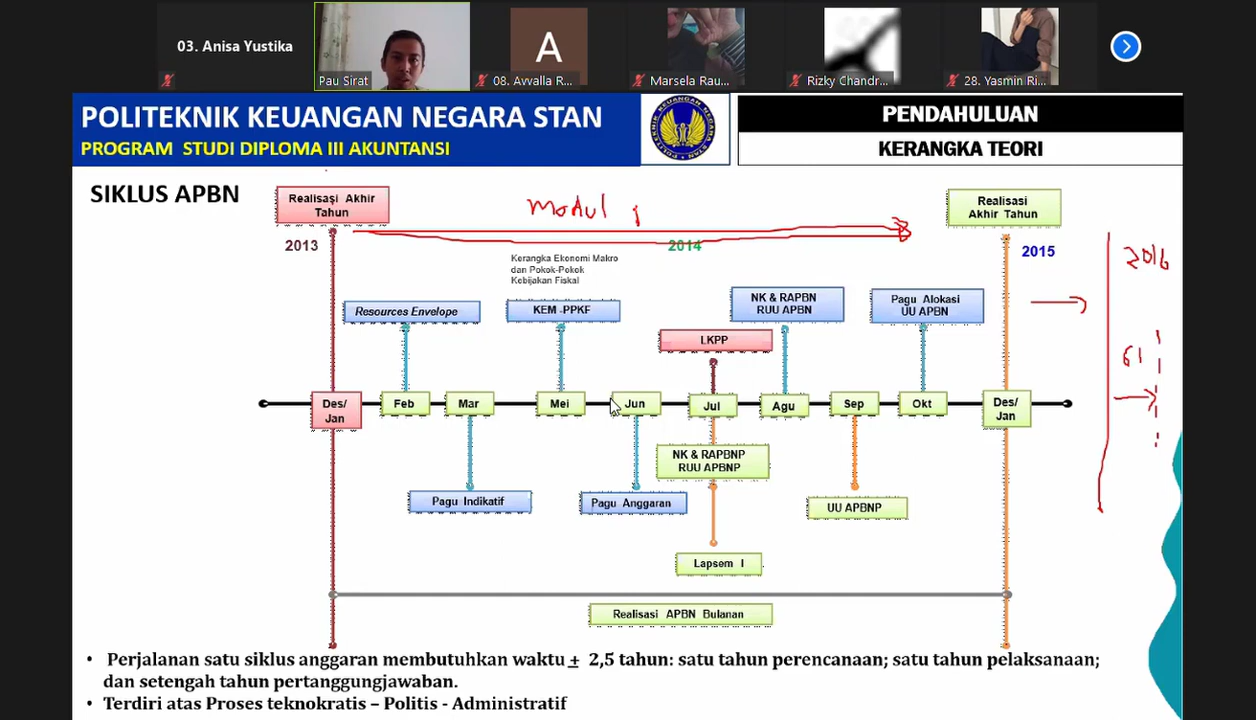 03. Anisa Yustika
Pau Sirat
A
08. Avvalla R...
Marsela Rau...
Rizky Chandr...
28. Yasmin Ri...
POLITEKNIK KEUANGAN NEGARA STAN
PROGRAM STUDI DIPLOMA III AKUNTANSI
PENDAHULUAN
KERANGKA TEORI
SIKLUS APBN
Realisasi Akhir
Tahun
Modul 1
Realisasi
Akhir Tahun
2013
2014
2015
2016
Kerangka Ekonomi Makro
dan Pokok-Pokok
Kebijakan Fiskal
Resources Envelope
KEM -PPKF
NK & RAPBN
RUU APBN
Pagu Alokasi
UU APBN
LKPP
61
Des/
Jan
Feb
Mar
Mei
Jun
Jul
Agu
Sep
Okt
Des/
Jan
NK & RAPBNP
RUU APBNP
Pagu Indikatif
Pagu Anggaran
UU APBNP
Lapsem I
Realisasi APBN Bulanan
• Perjalanan satu siklus anggaran membutuhkan waktu ± 2,5 tahun: satu tahun perencanaan; satu tahun pelaksanaan;
dan setengah tahun pertanggungjawaban.
• Terdiri atas Proses teknokratis – Politis - Administratif